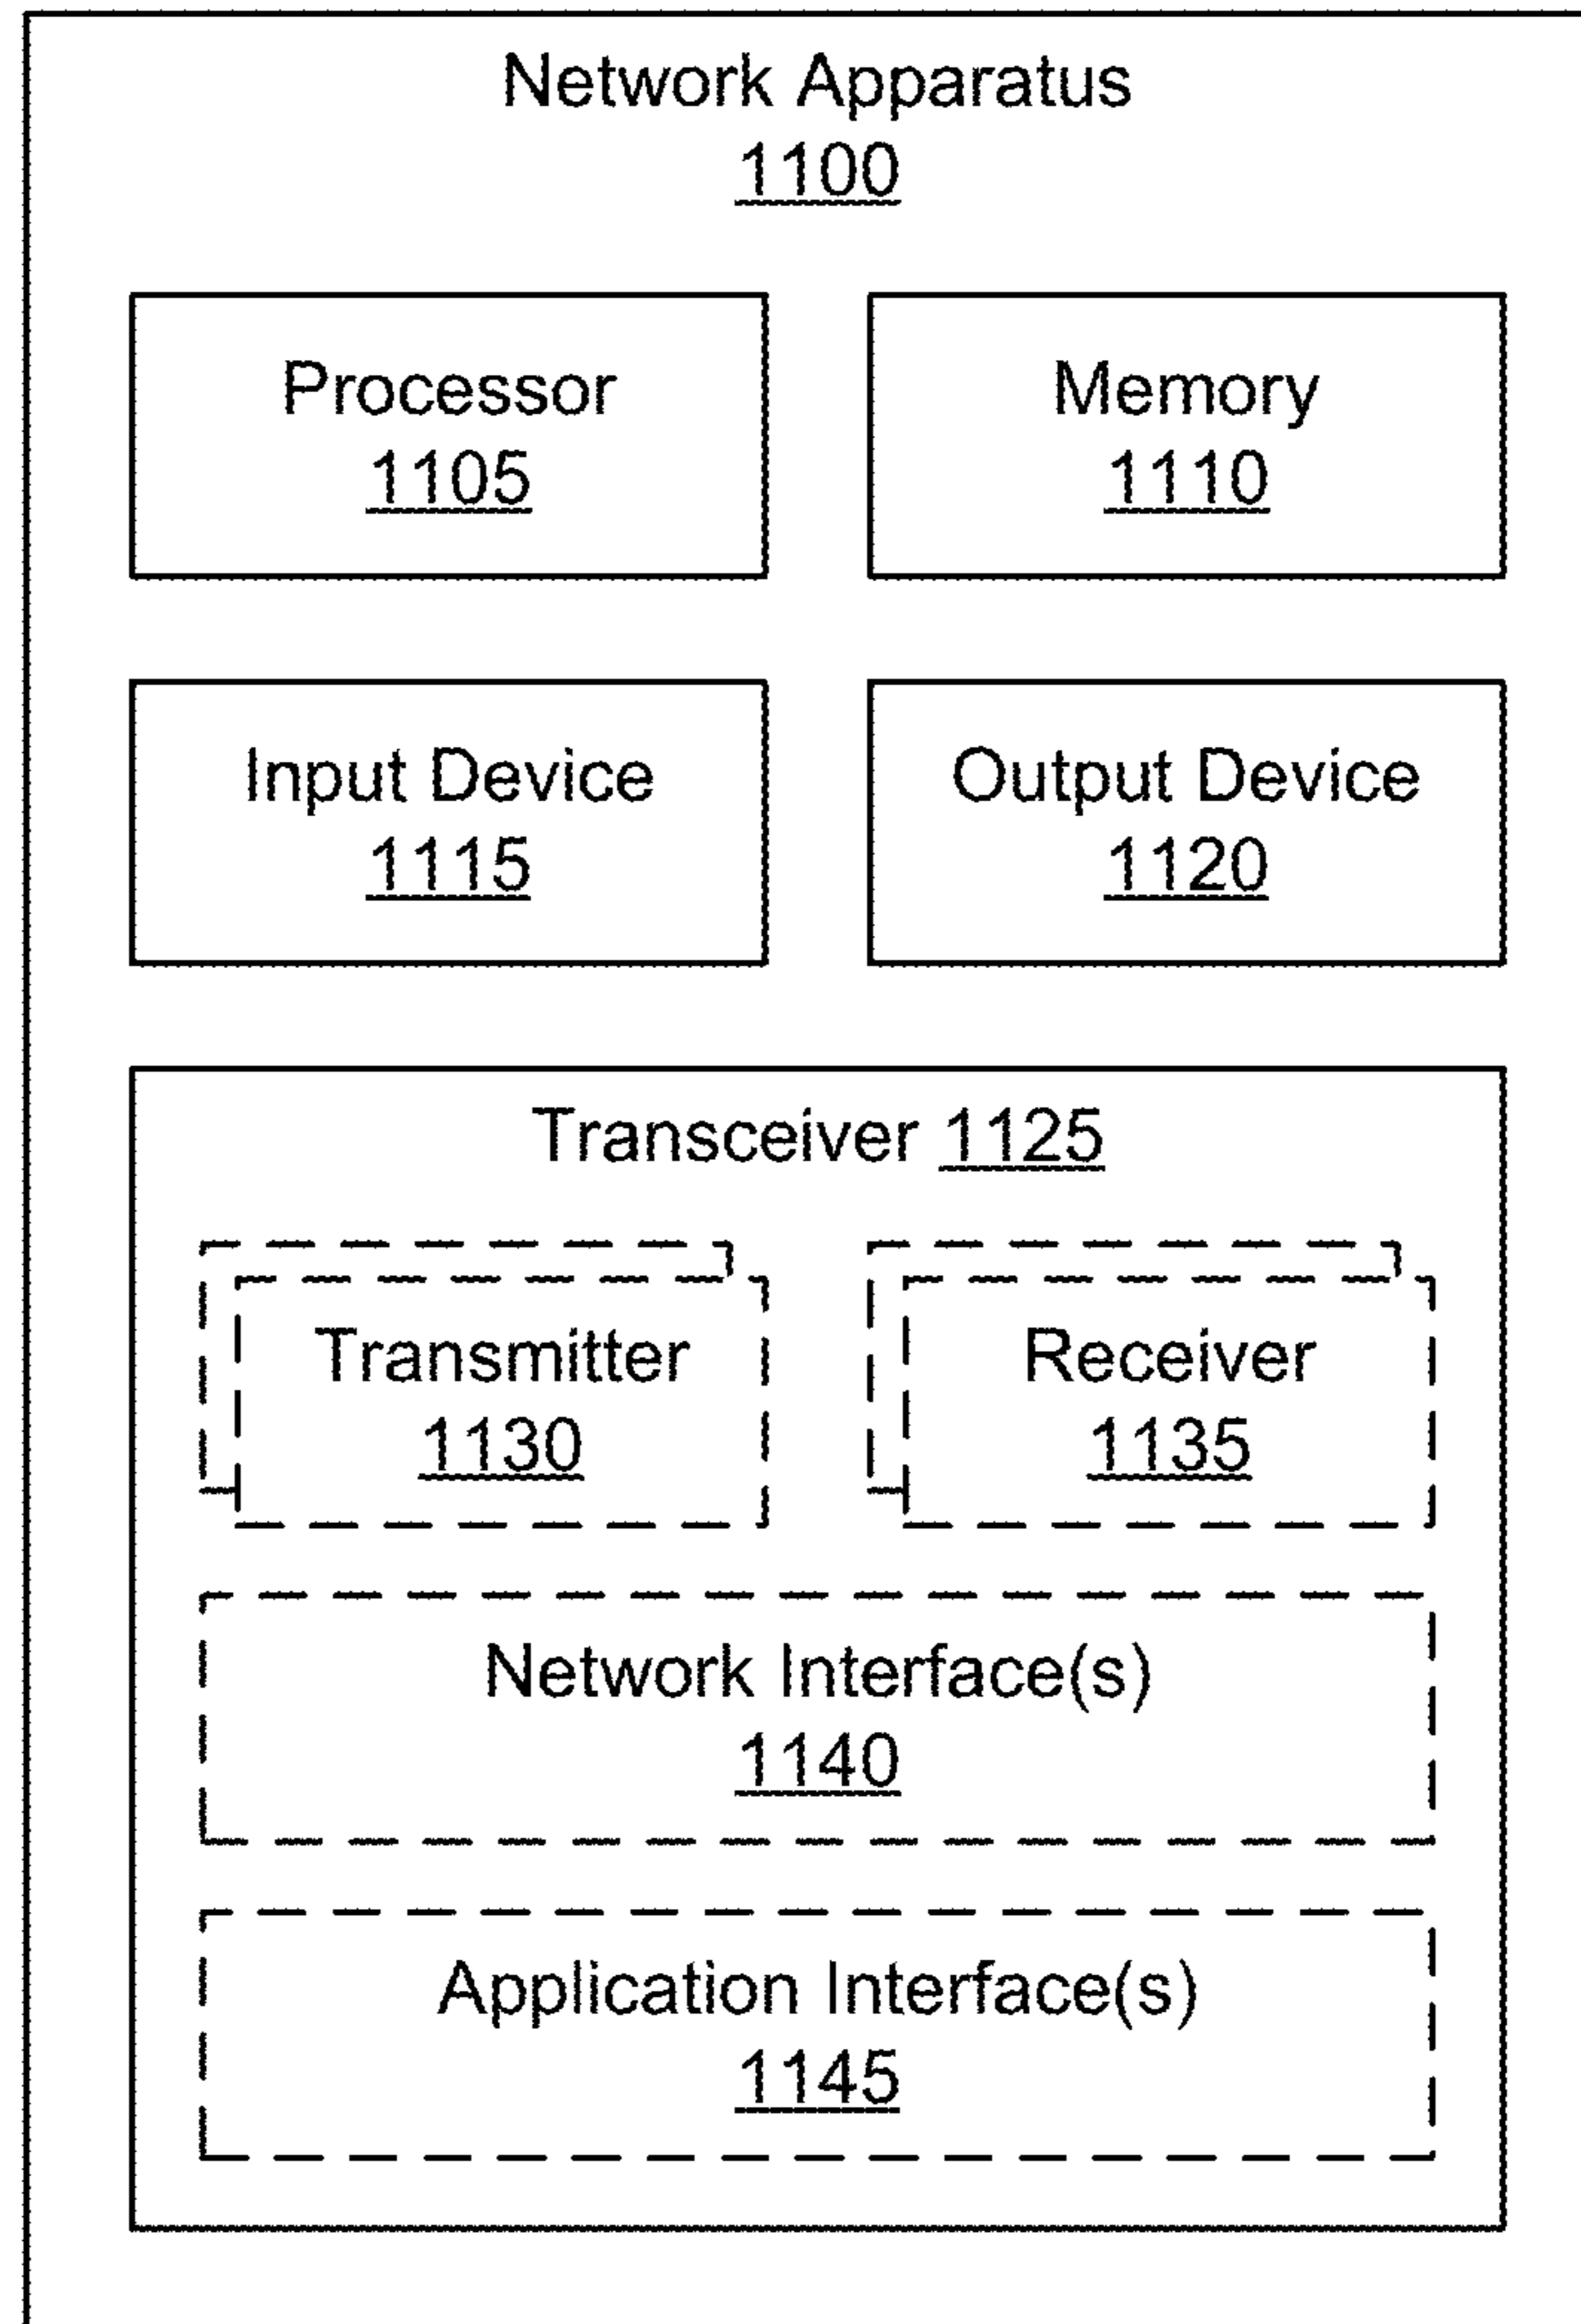 Network Apparatus
1100
Processor
1105
Memory
1110
Input Device
1115
Output Device
1120
Transceiver 1125
Transmitter
1130
Receiver
1135
Network Interface(s)
1140
Application Interface(s)
1145